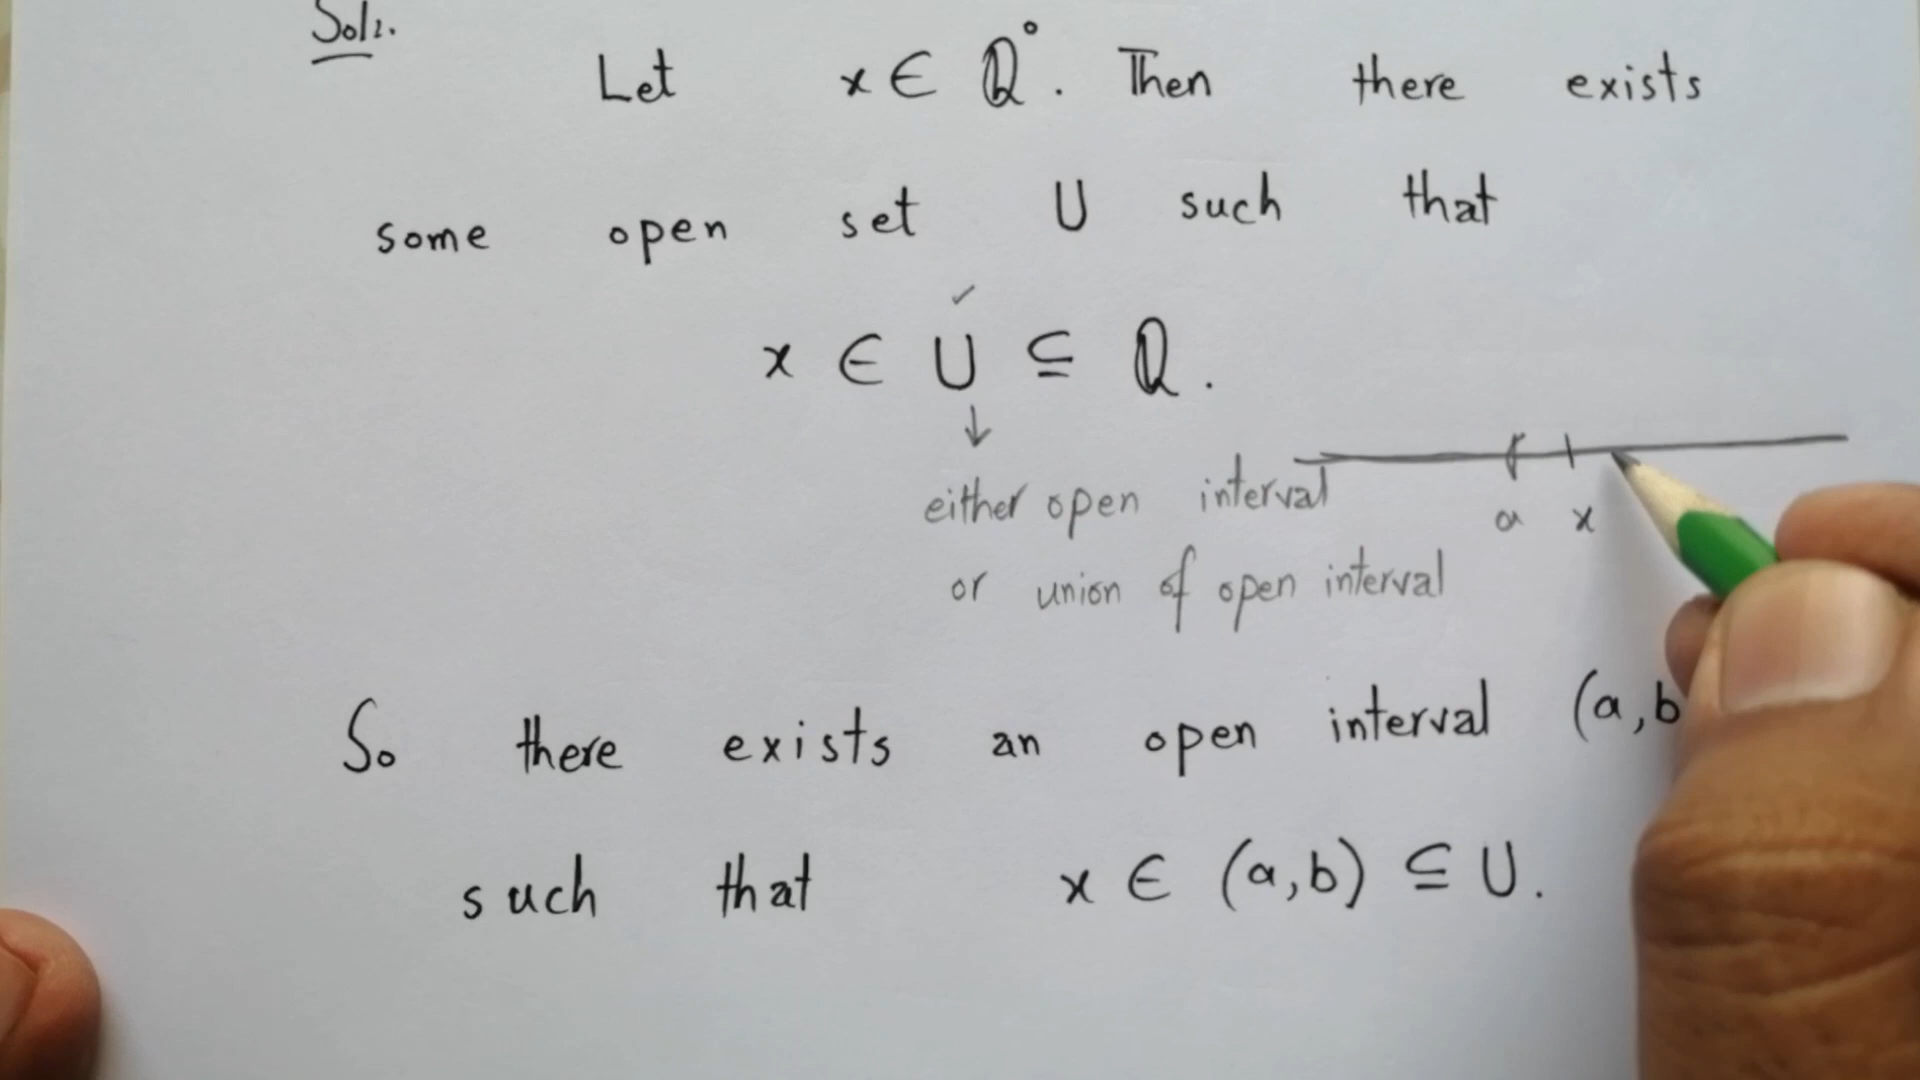 Sol:.
Let x ∈ ℚ°. Then there exists
some open set U such that
x ∈ U ⊆ ℚ.
↓
either open interval
or union of open interval
a x
So there exists an open interval (a,b
such that x ∈ (a,b) ⊆ U.